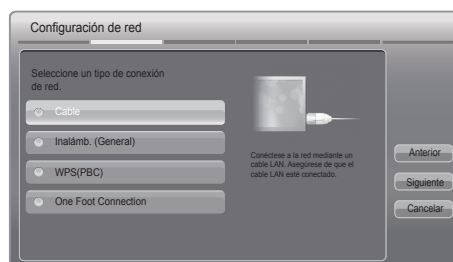 Configuración de red
Seleccione un tipo de conexión
de red.
Cable
Inalámb. (General)
WPS(PBC)
One Foot Connection
Conéctese a la red mediante un
cable LAN. Asegúrese de que el
cable LAN esté conectado.
Anterior
Siguiente
Cancelar